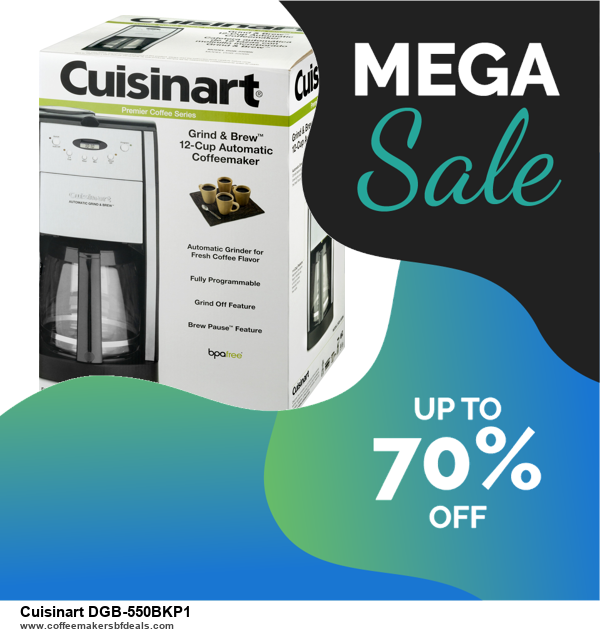 Cuisinart®
Premier Coffee Series
Grind & Brew™
12-Cup Automatic
Coffeemaker
Automatic Grinder for
Fresh Coffee Flavor
Fully Programmable
Grind Off Feature
Brew Pause™ Feature
bpafree
Cuisinart
MEGA
Sale
UP TO
70%
OFF
Cuisinart DGB-550BKP1
www.coffeemakersbfdeals.com